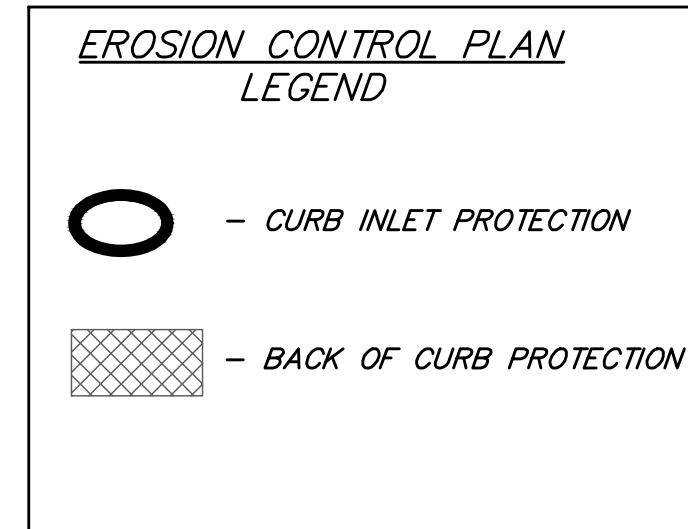 EROSION CONTROL PLAN
LEGEND
- CURB INLET PROTECTION
- BACK OF CURB PROTECTION